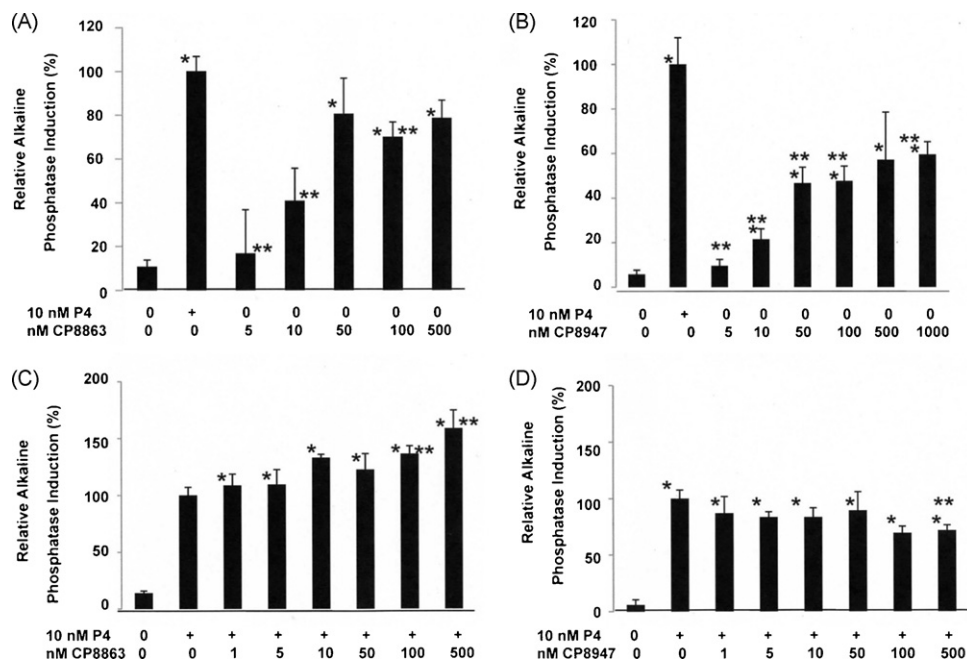 (A)
Relative Alkaline
Phosphatase Induction (%)
120
100
80
60
40
20
0
* ** ** * * ** *
10 nM P4 0 + 0 0 0 0 0
nM CP8863 0 0 5 10 50 100 500
(B)
Relative Alkaline
Phosphatase Induction (%)
120
100
80
60
40
20
0
* ** ** * ** * ** * * ** *
10 nM P4 0 + 0 0 0 0 0 0
nM CP8947 0 0 5 10 50 100 500 1000
(C)
Relative Alkaline
Phosphatase Induction (%)
200
150
100
50
0
* * * * * ** * **
10 nM P4 0 + + + + + + +
nM CP8863 0 0 1 5 10 50 100 500
(D)
Relative Alkaline
Phosphatase Induction (%)
200
150
100
50
0
* * * * * * ** *
10 nM P4 0 + + + + + + +
nM CP8947 0 0 1 5 10 50 100 500